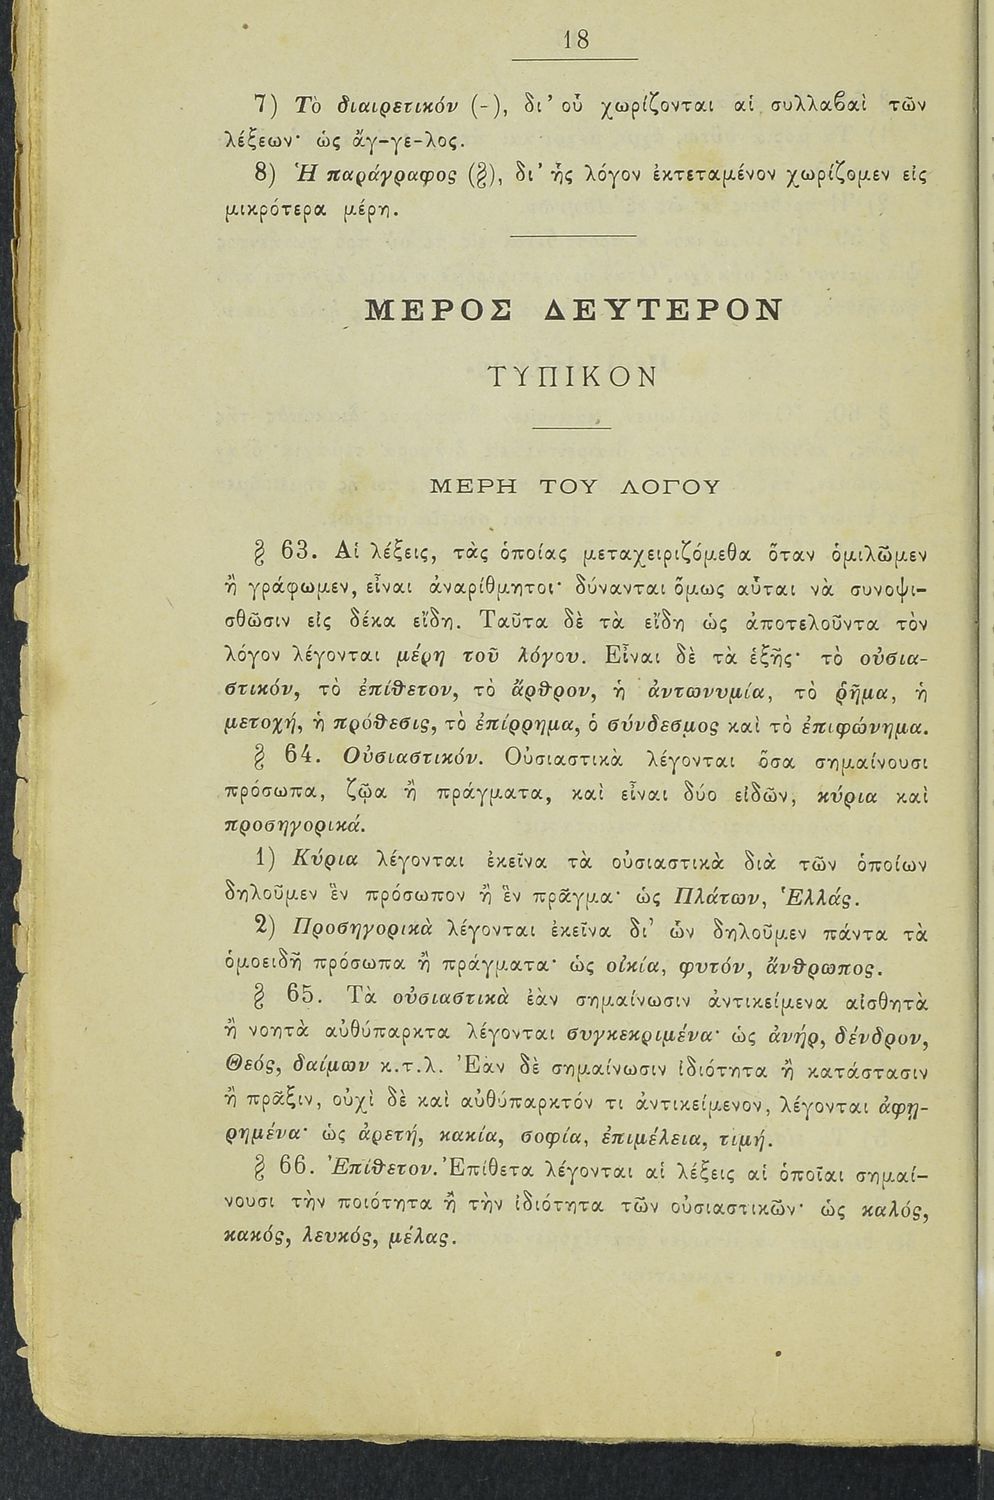 18
7) Τὸ διαιρετικόν (-), δι' οὗ χωρίζονται αἱ συλλαβαὶ τῶν
λέξεων· ὡς ἄγ-γε-λος.
8) Ἡ παράγραφος (§), δι' ἧς λόγον ἐκτεταμένον χωρίζομεν εἰς
μικρότερα μέρη.
ΜΕΡΟΣ ΔΕΥΤΕΡΟΝ
ΤΥΠΙΚΟΝ
ΜΕΡΗ ΤΟΥ ΛΟΓΟΥ
§ 63. Αἱ λέξεις, τὰς ὁποίας μεταχειριζόμεθα ὅταν ὁμιλῶμεν
ἢ γράφωμεν, εἶναι ἀναρίθμητοι· δύνανται ὅμως αὗται νὰ συνοψι-
σθῶσιν εἰς δέκα εἴδη. Ταῦτα δὲ τὰ εἴδη ὡς ἀποτελοῦντα τὸν
λόγον λέγονται μέρη τοῦ λόγου. Εἶναι δὲ τὰ ἑξῆς· τὸ οὐσια-
στικόν, τὸ ἐπίθετον, τὸ ἄρθρον, ἡ ἀντωνυμία, τὸ ῥῆμα, ἡ
μετοχή, ἡ πρόθεσις, τὸ ἐπίρρημα, ὁ σύνδεσμος καὶ τὸ ἐπιφώνημα.
§ 64. Οὐσιαστικόν. Οὐσιαστικὰ λέγονται ὅσα σημαίνουσι
πρόσωπα, ζῷα ἢ πράγματα, καὶ εἶναι δύο εἰδῶν, κύρια καὶ
προσηγορικά.
1) Κύρια λέγονται ἐκεῖνα τὰ οὐσιαστικὰ διὰ τῶν ὁποίων
δηλοῦμεν ἓν πρόσωπον ἢ ἓν πρᾶγμα· ὡς Πλάτων, Ἑλλάς.
2) Προσηγορικὰ λέγονται ἐκεῖνα δι' ὧν δηλοῦμεν πάντα τὰ
ὁμοειδῆ πρόσωπα ἢ πράγματα· ὡς οἰκία, φυτόν, ἄνθρωπος.
§ 65. Τὰ οὐσιαστικὰ ἐὰν σημαίνωσιν ἀντικείμενα αἰσθητὰ
ἢ νοητὰ αὐθύπαρκτα λέγονται συγκεκριμένα· ὡς ἀνήρ, δένδρον,
Θεός, δαίμων κ.τ.λ. Ἐὰν δὲ σημαίνωσιν ἰδιότητα ἢ κατάστασιν
ἢ πρᾶξιν, οὐχὶ δὲ καὶ αὐθύπαρκτόν τι ἀντικείμενον, λέγονται ἀφῃ-
ρημένα· ὡς ἀρετή, κακία, σοφία, ἐπιμέλεια, τιμή.
§ 66. Ἐπίθετον. Ἐπίθετα λέγονται αἱ λέξεις αἱ ὁποῖαι σημαί-
νουσι τὴν ποιότητα ἢ τὴν ἰδιότητα τῶν οὐσιαστικῶν· ὡς καλός,
κακός, λευκός, μέλας.